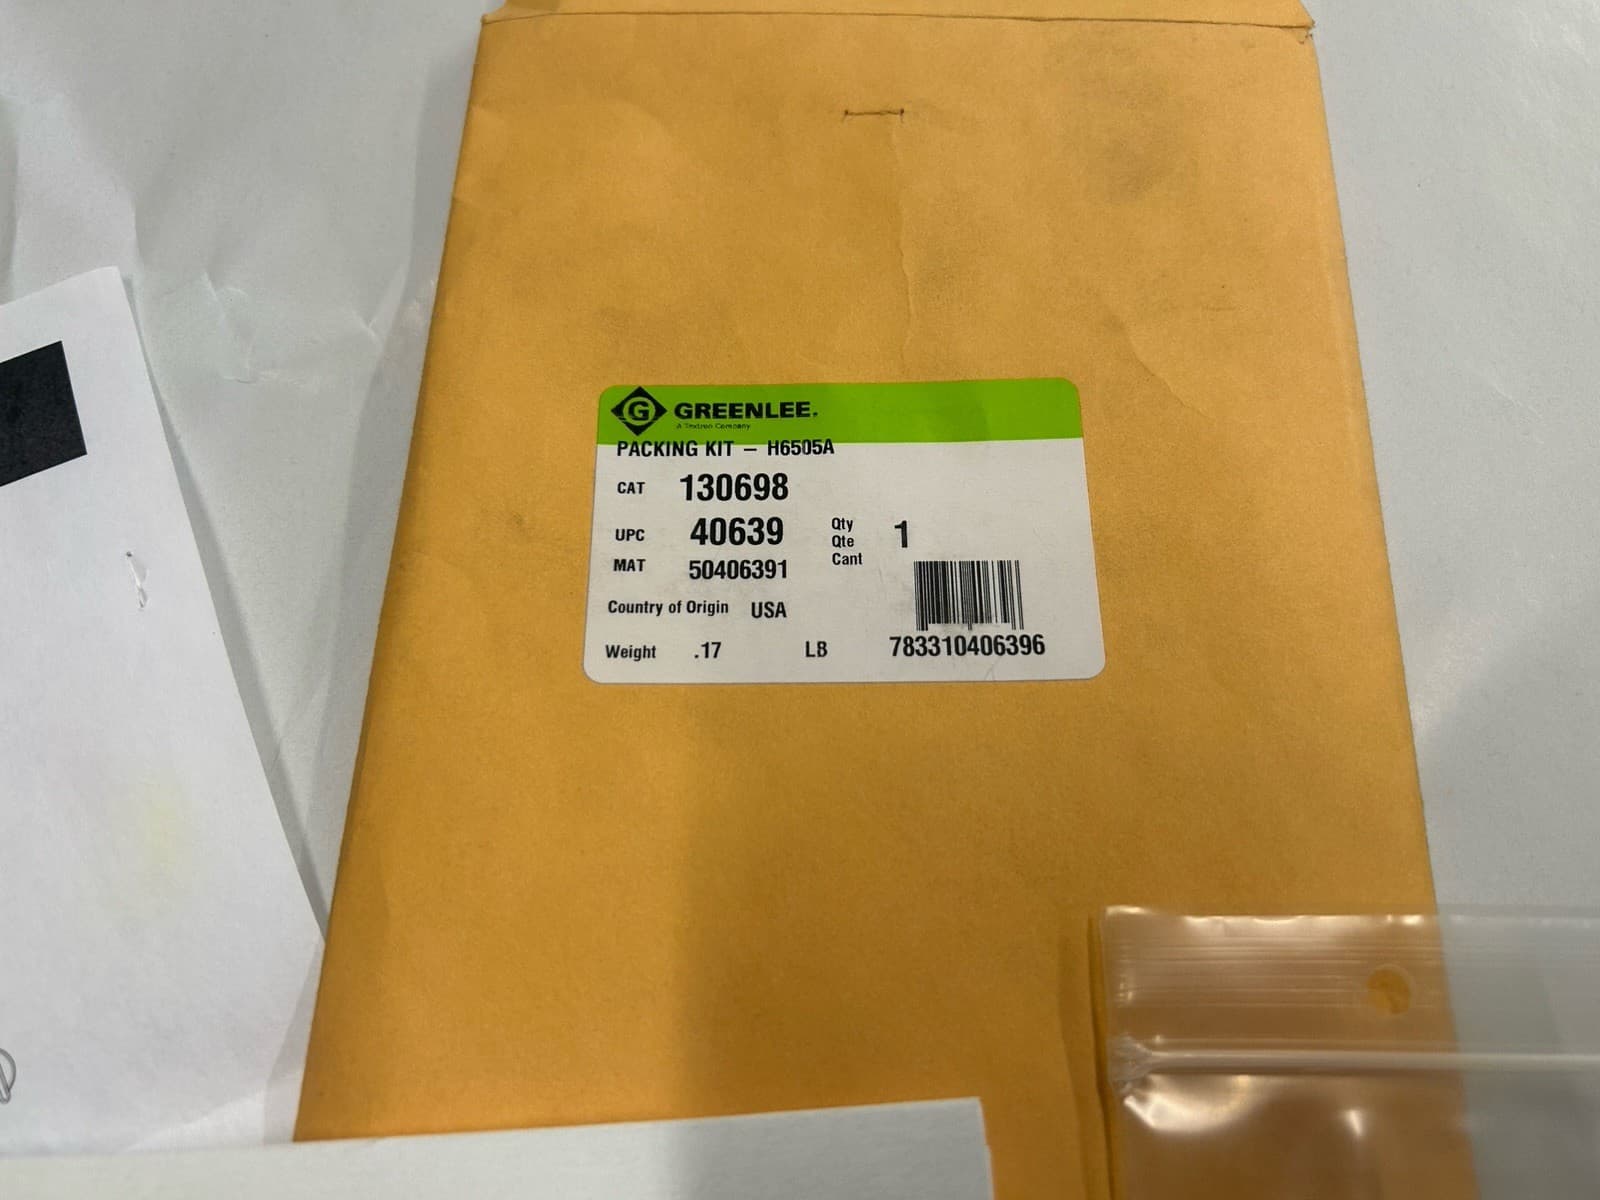 G GREENLEE.
A Textron Company
PACKING KIT – H6505A
CAT 130698
UPC 40639
Qty
Qte 1
Cant
MAT 50406391
Country of Origin USA
Weight .17 LB
783310406396